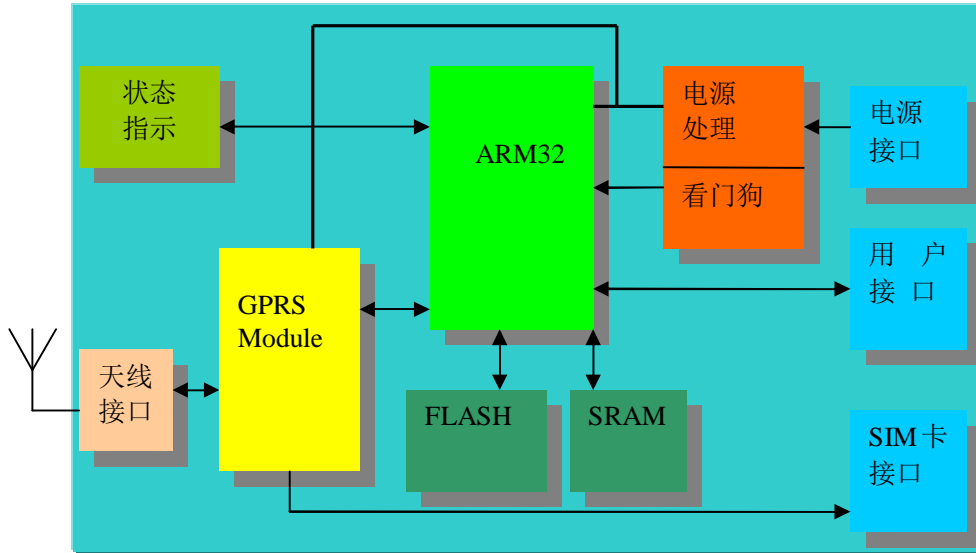 状态
指示
ARM32
电源
处理
看门狗
电源
接口
用 户
接 口
GPRS
Module
天线
接口
FLASH
SRAM
SIM卡
接口